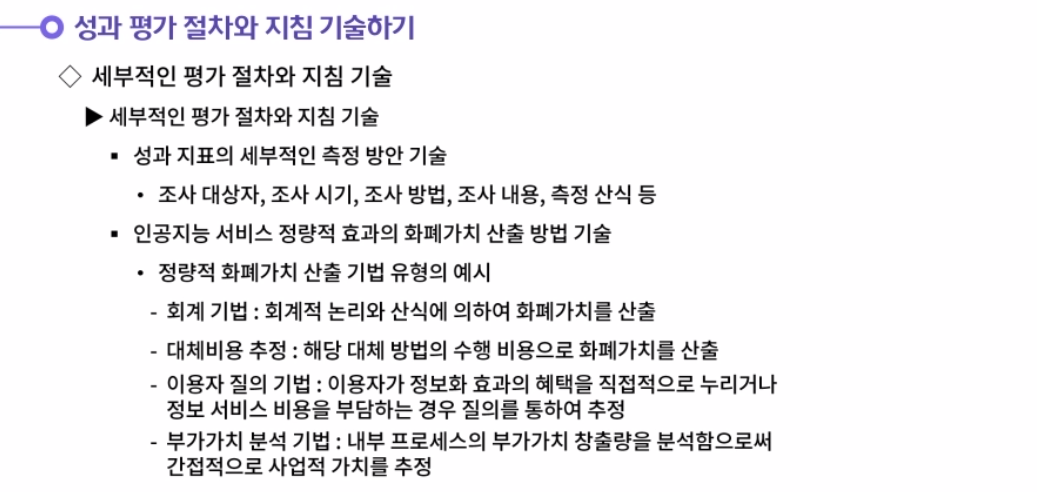 성과 평가 절차와 지침 기술하기
◇ 세부적인 평가 절차와 지침 기술
▶ 세부적인 평가 절차와 지침 기술
▪ 성과 지표의 세부적인 측정 방안 기술
• 조사 대상자, 조사 시기, 조사 방법, 조사 내용, 측정 산식 등
▪ 인공지능 서비스 정량적 효과의 화폐가치 산출 방법 기술
• 정량적 화폐가치 산출 기법 유형의 예시
- 회계 기법 : 회계적 논리와 산식에 의하여 화폐가치를 산출
- 대체비용 추정 : 해당 대체 방법의 수행 비용으로 화폐가치를 산출
- 이용자 질의 기법 : 이용자가 정보화 효과의 혜택을 직접적으로 누리거나
정보 서비스 비용을 부담하는 경우 질의를 통하여 추정
- 부가가치 분석 기법 : 내부 프로세스의 부가가치 창출량을 분석함으로써
간접적으로 사업적 가치를 추정